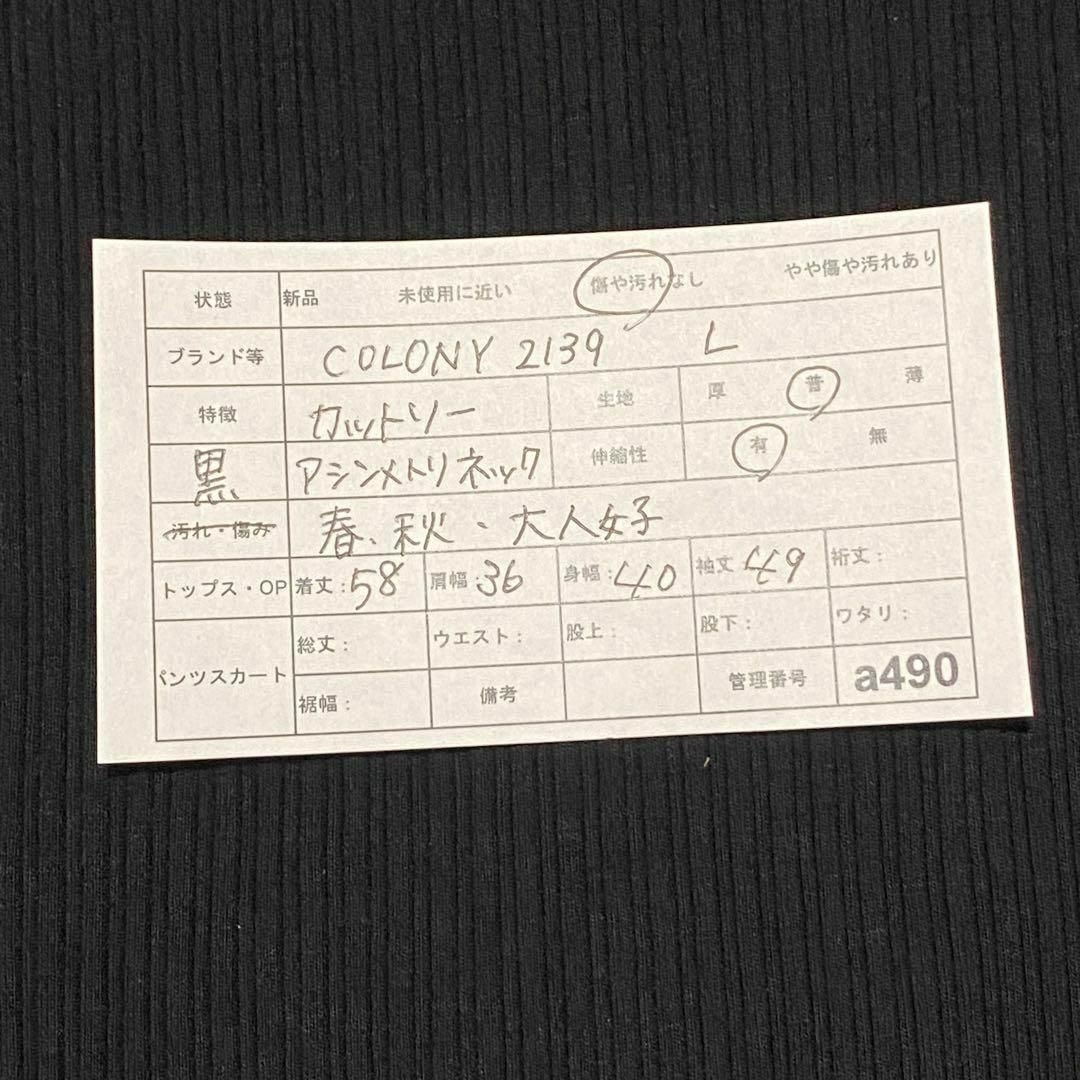 状態 新品 未使用に近い 傷や汚れなし やや傷や汚れあり
ブランド等 COLONY 2139 L
特徴 カットソー 生地 厚 普 薄
黒 アシンメトリネック 伸縮性 有 無
汚れ・傷み 春、秋、大人女子
トップス・OP 着丈:58 肩幅:36 身幅:40 袖丈 49 裄丈:
パンツスカート 総丈: ウエスト: 股上: 股下: ワタリ:
裾幅: 備考 管理番号 a490